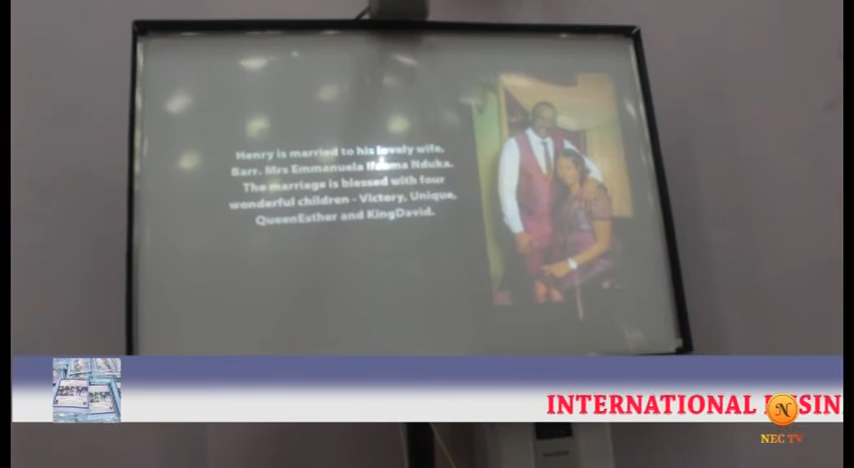 Henry is married to his lovely wife,
Barr. Mrs Emmanuela Nduka.
The marriage is blessed with four
wonderful children - Victory, Unique,
QueenEsther and KingDavid.
INTERNATIONAL
N
NEC TV